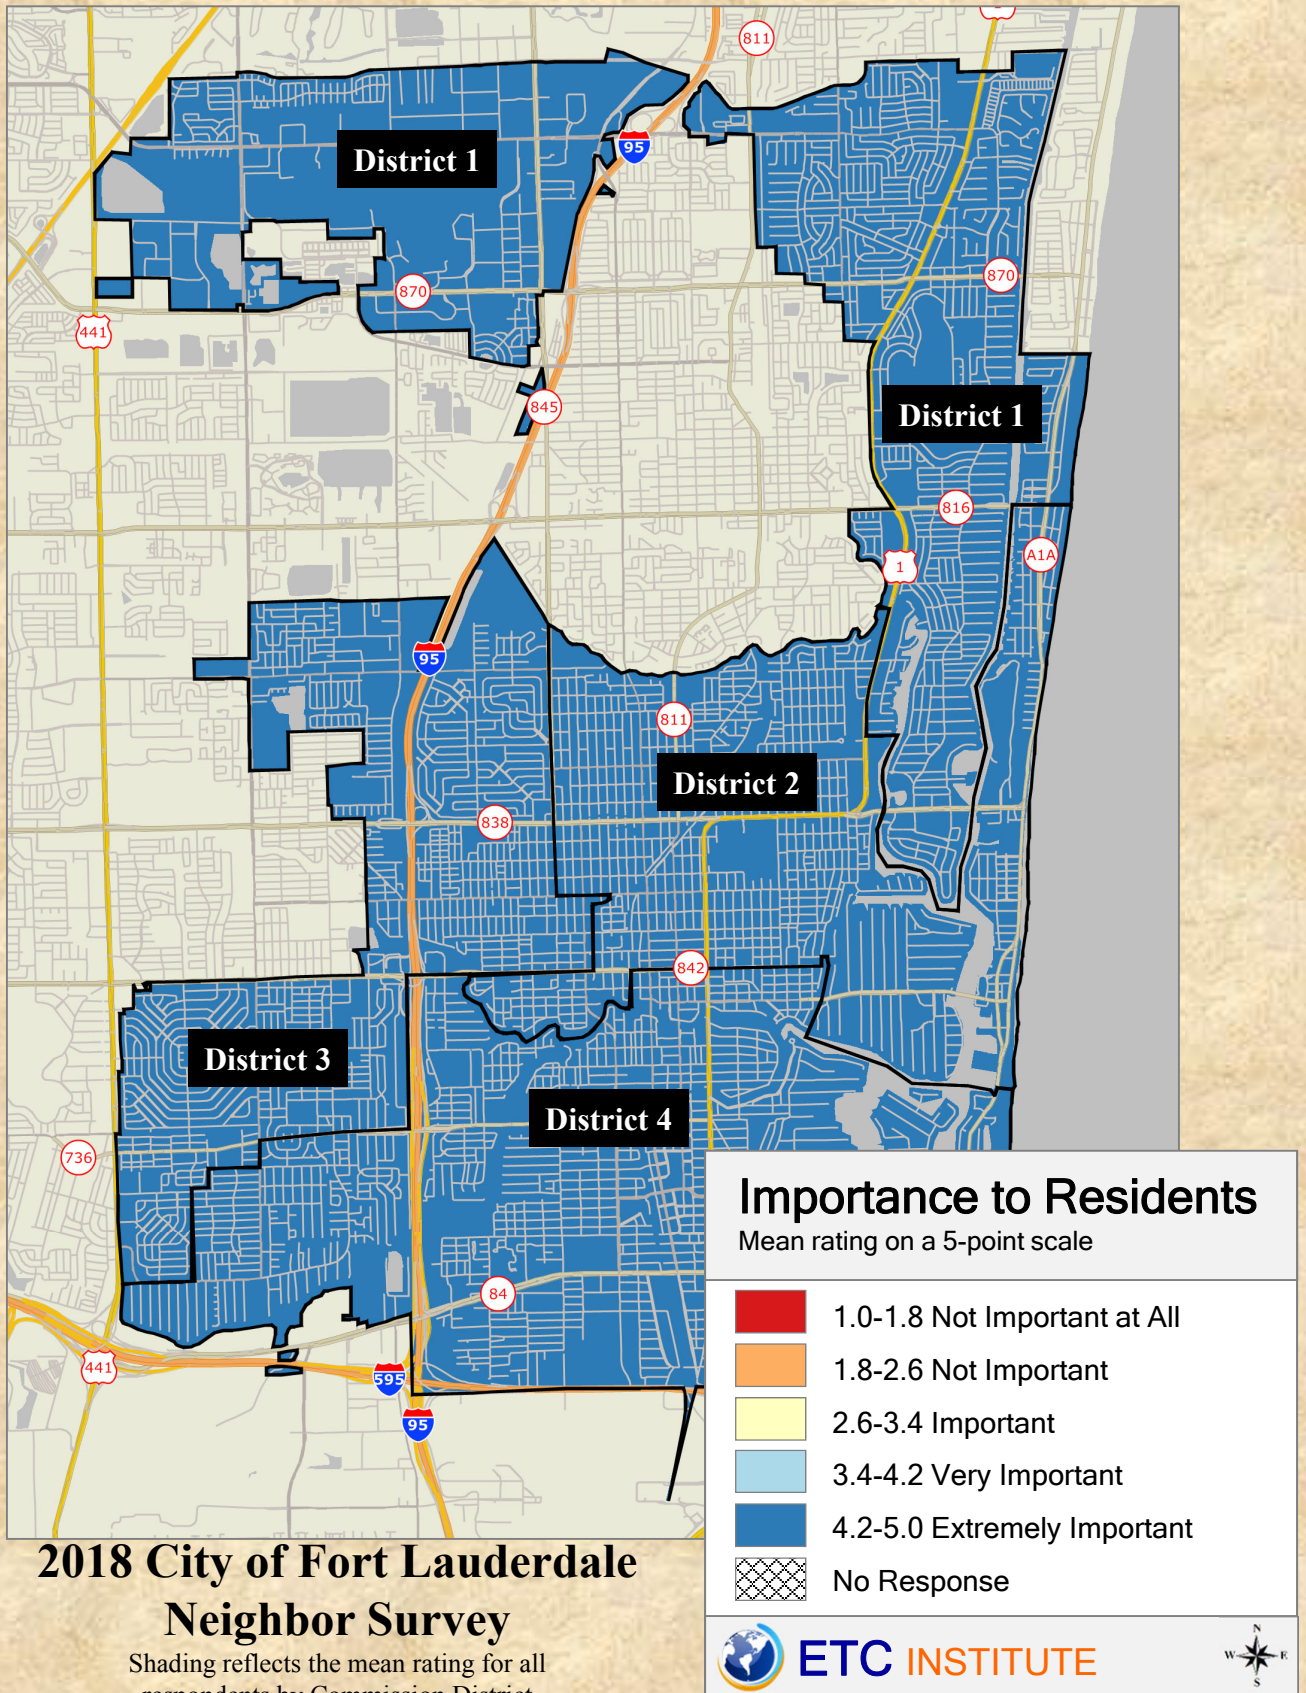 811
District 1
95
870
870
441
845
District 1
816
A1A
1
95
811
District 2
838
842
District 3
District 4
736
84
441
595
95
Importance to Residents
Mean rating on a 5-point scale
1.0-1.8 Not Important at All
1.8-2.6 Not Important
2.6-3.4 Important
3.4-4.2 Very Important
4.2-5.0 Extremely Important
No Response
2018 City of Fort Lauderdale
Neighbor Survey
Shading reflects the mean rating for all
respondents by Commission District
ETC INSTITUTE
N
W E
S